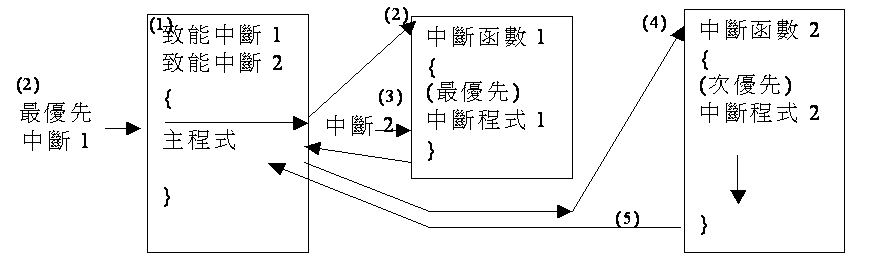 (1)
致能中斷 1
致能中斷 2
{
主程式
}
(2)
最優先
中斷 1
(2)
中斷函數 1
{
(最優先)
中斷程式 1
}
(3)
中斷 2
(4)
中斷函數 2
{
(次優先)
中斷程式 2
}
(5)